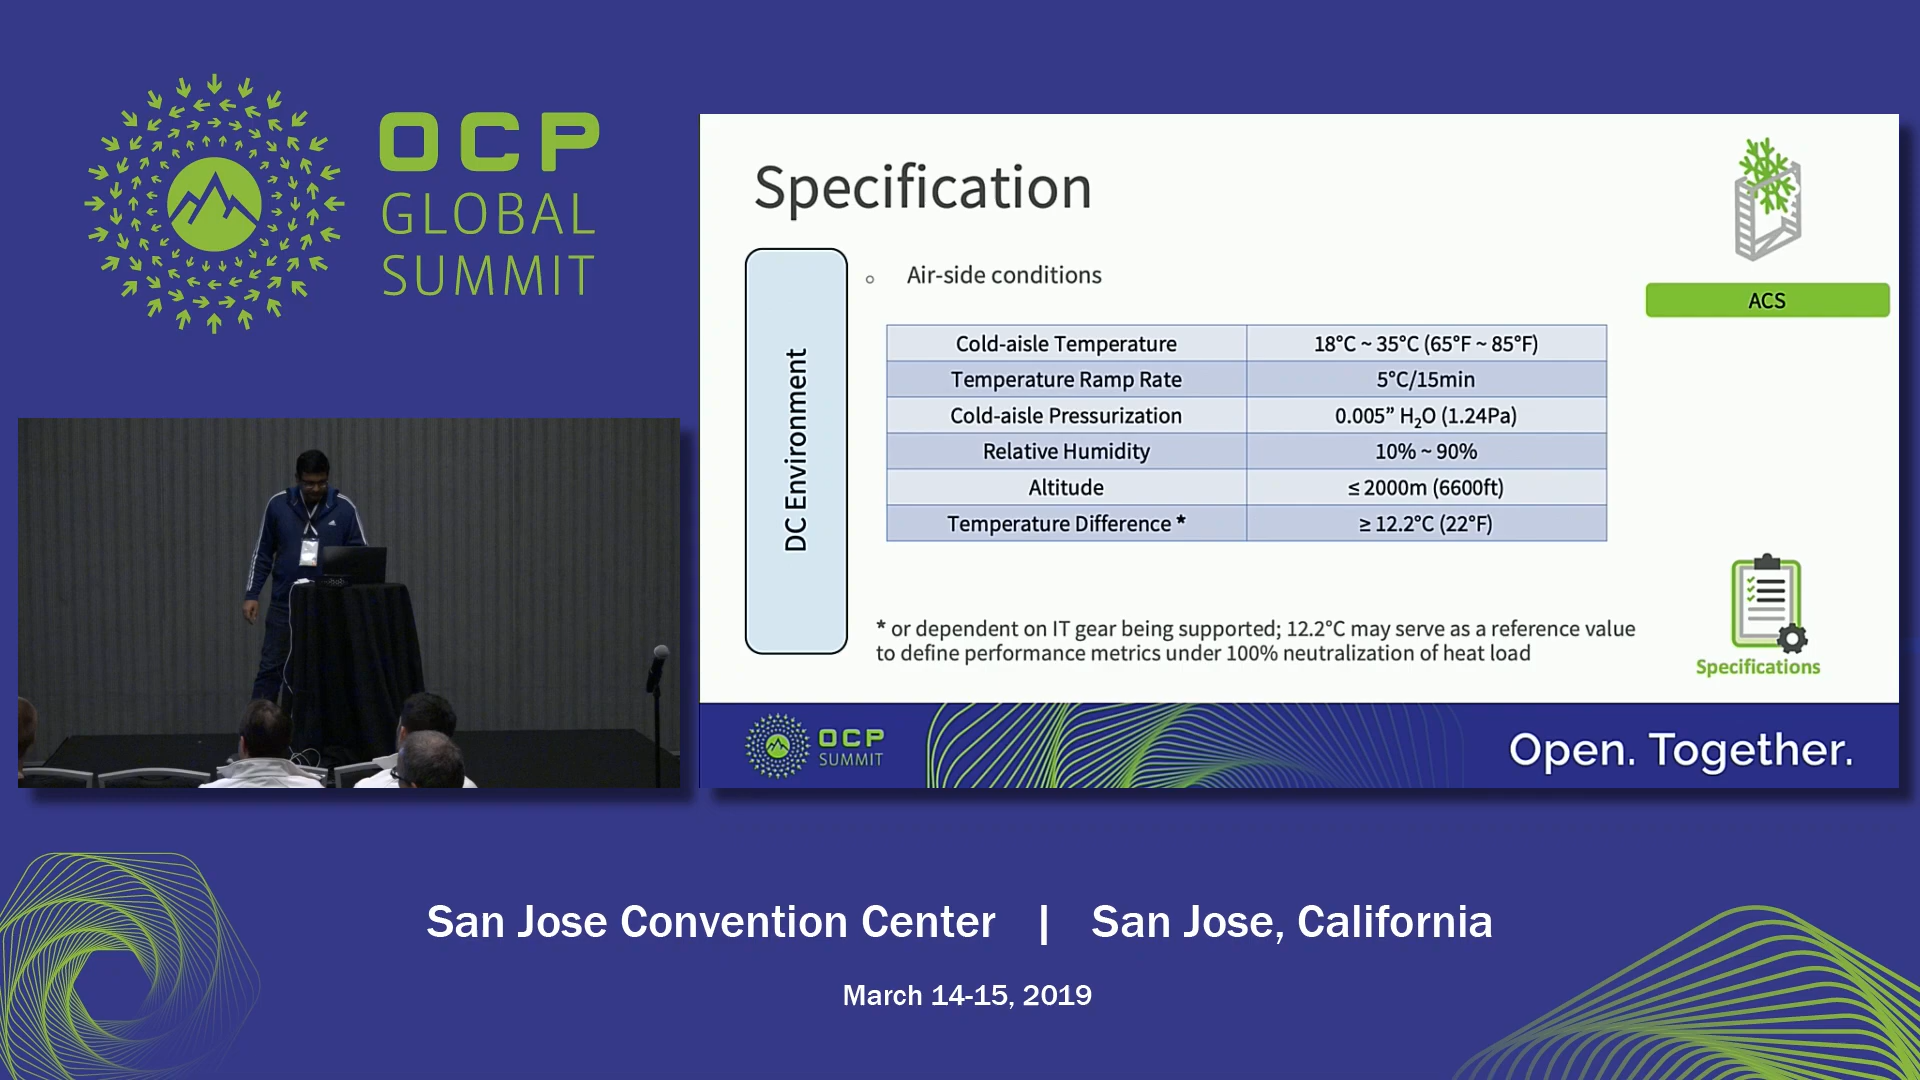 OCP
GLOBAL
SUMMIT
Specification
ACS
DC Environment
○ Air-side conditions
Cold-aisle Temperature 18°C ~ 35°C (65°F ~ 85°F)
Temperature Ramp Rate 5°C/15min
Cold-aisle Pressurization 0.005” H₂O (1.24Pa)
Relative Humidity 10% ~ 90%
Altitude ≤ 2000m (6600ft)
Temperature Difference * ≥ 12.2°C (22°F)
* or dependent on IT gear being supported; 12.2°C may serve as a reference value
to define performance metrics under 100% neutralization of heat load
Specifications
OCP
SUMMIT
Open. Together.
San Jose Convention Center | San Jose, California
March 14-15, 2019